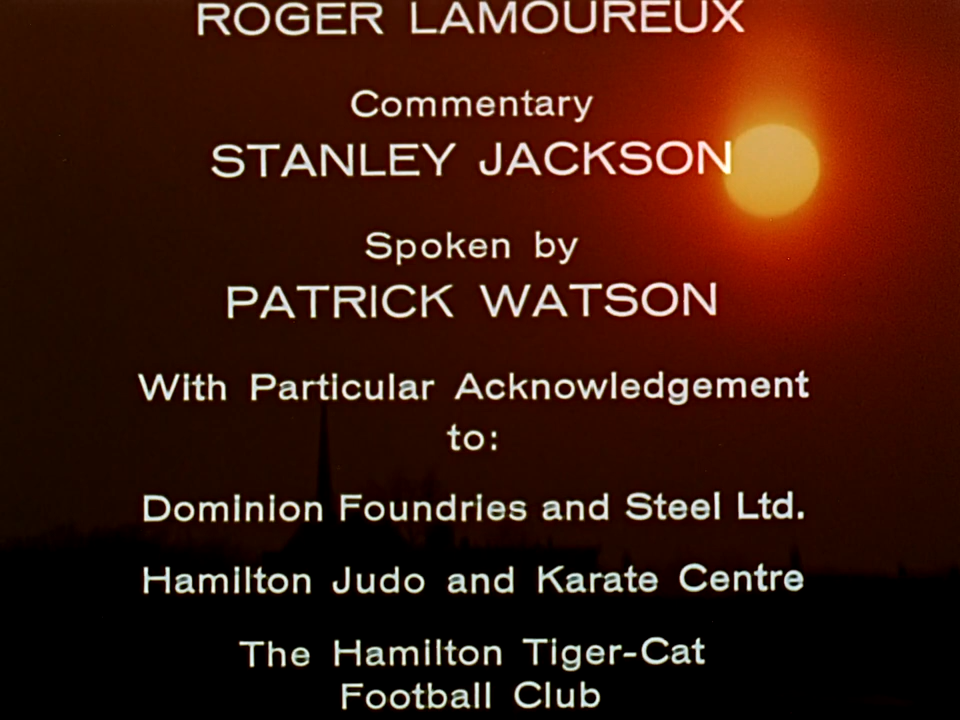 ROGER LAMOUREUX
Commentary
STANLEY JACKSON
Spoken by
PATRICK WATSON
With Particular Acknowledgement
to:
Dominion Foundries and Steel Ltd.
Hamilton Judo and Karate Centre
The Hamilton Tiger-Cat
Football Club